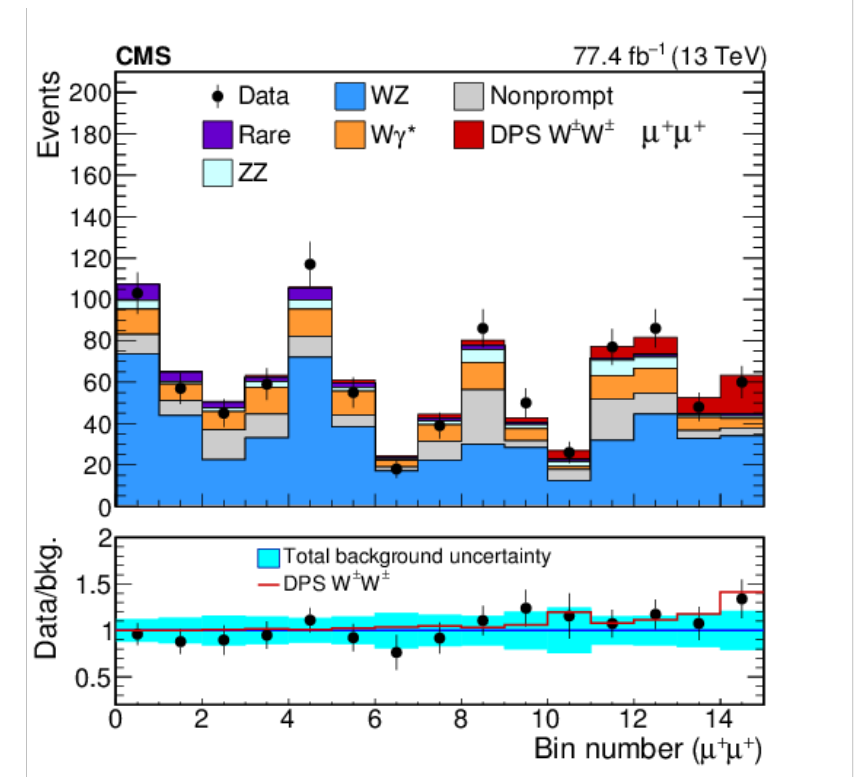 CMS 77.4 fb⁻¹ (13 TeV)
Events
200
180
160
140
120
100
80
60
40
20
0
Data WZ Nonprompt
Rare Wγ* DPS W±W± μ⁺μ⁺
ZZ
Data/bkg.
2
1.5
1
0.5
Total background uncertainty
DPS W±W±
0 2 4 6 8 10 12 14
Bin number (μ⁺μ⁺)